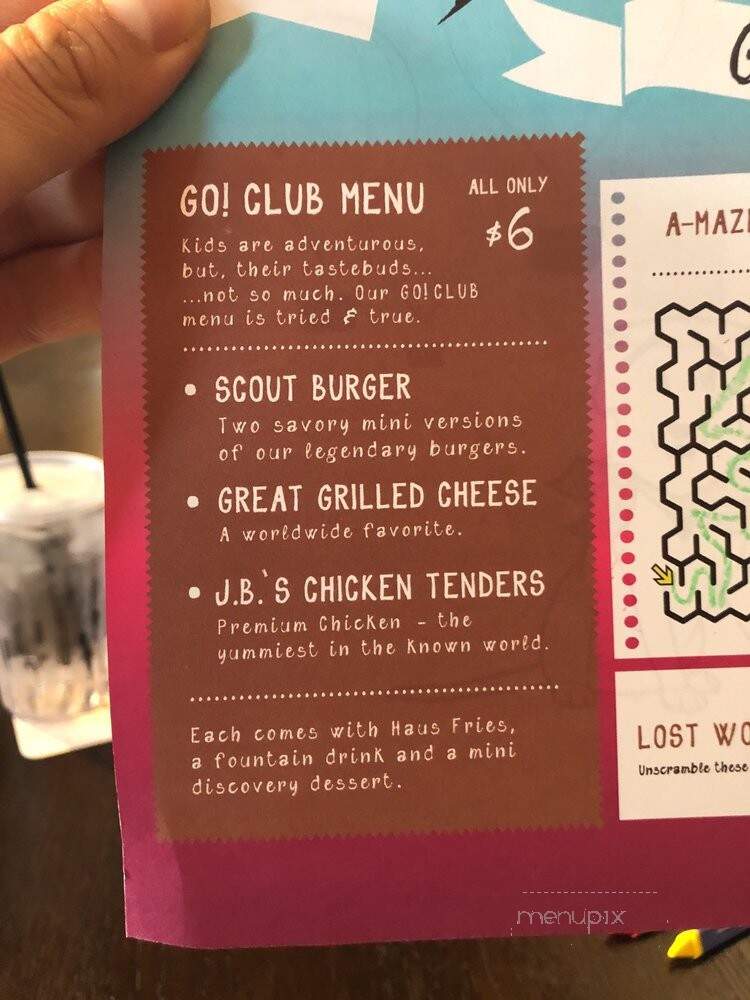 GO! CLUB MENU
ALL ONLY
$6
Kids are adventurous,
but, their tastebuds...
...not so much. Our GO!CLUB
menu is tried & true.
• SCOUT BURGER
Two savory mini versions
of our legendary burgers.
• GREAT GRILLED CHEESE
A worldwide favorite.
• J.B.`S CHICKEN TENDERS
Premium Chicken - the
yummiest in the known world.
Each comes with Haus Fries,
a fountain drink and a mini
discovery dessert.
LOST
Unscramble these
menupix